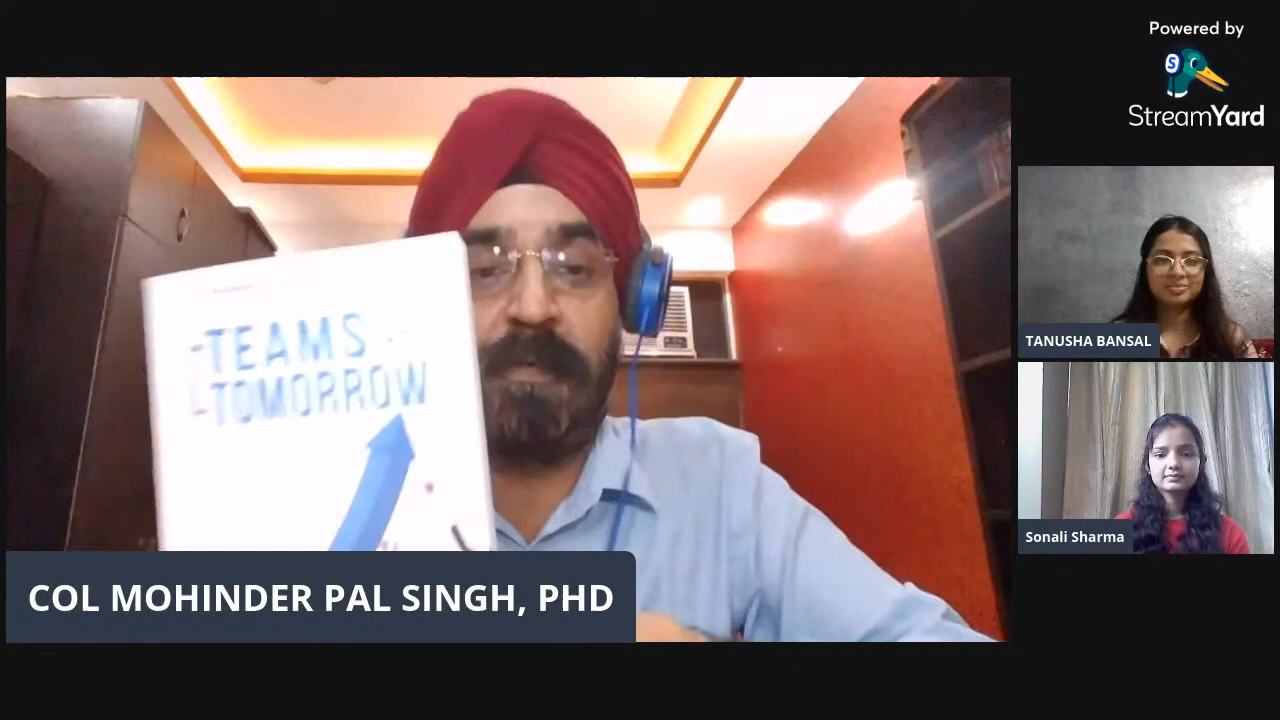 Powered by
S
StreamYard
TEAMS
TOMORROW
COL MOHINDER PAL SINGH, PHD
TANUSHA BANSAL
Sonali Sharma